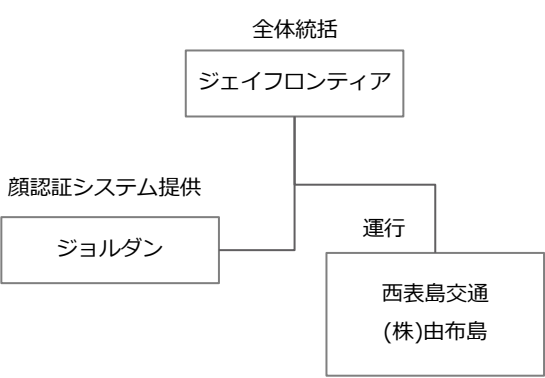 全体統括
ジェイフロンティア
顔認証システム提供
ジョルダン
運行
西表島交通
(株)由布島